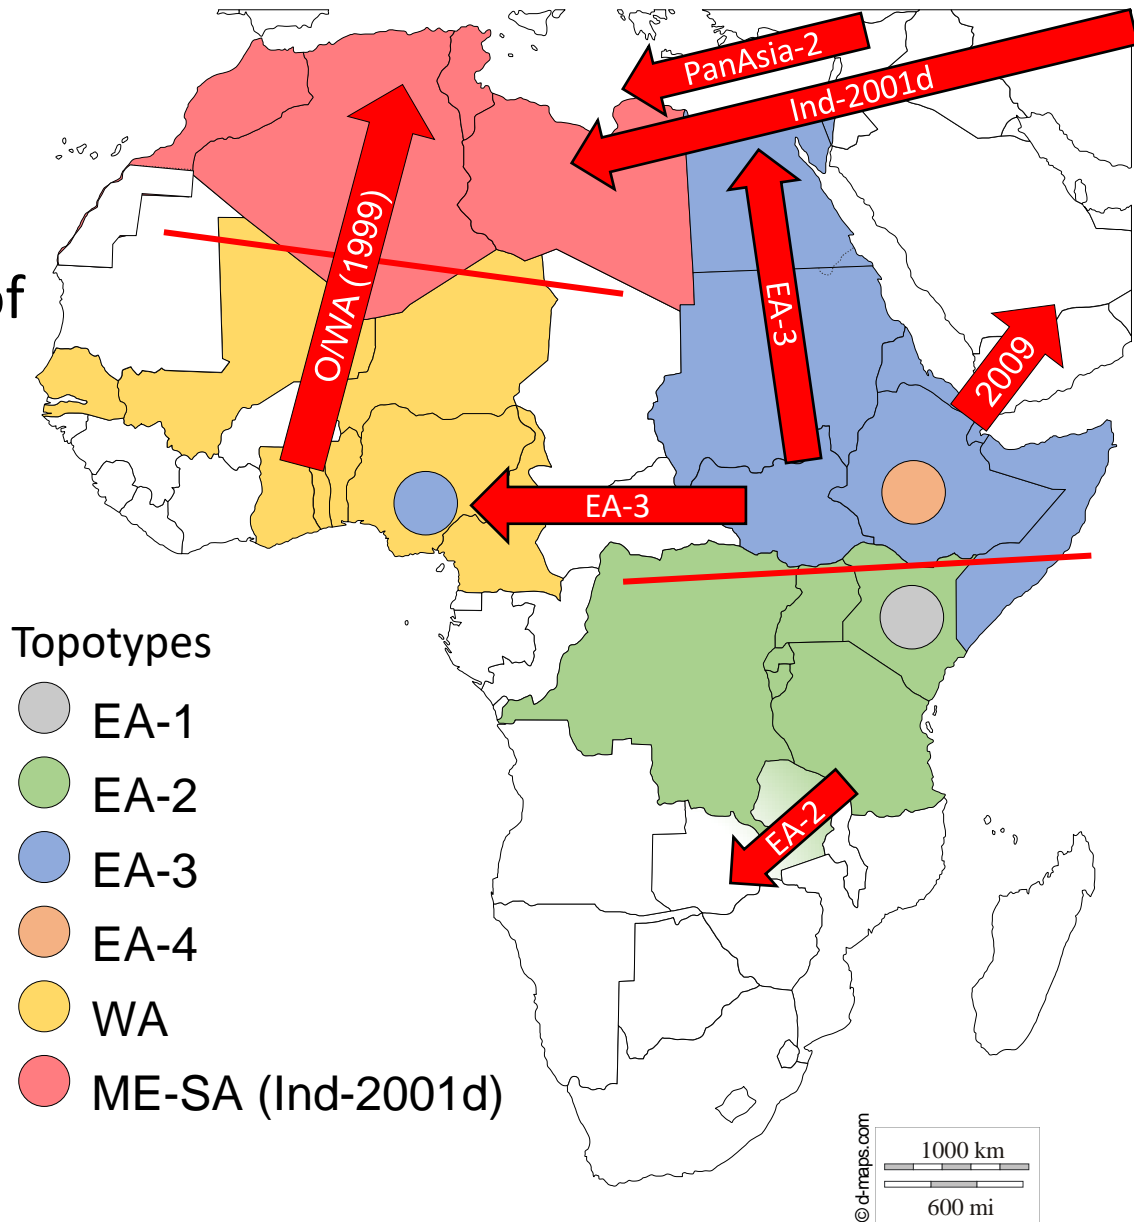 PanAsia-2
Ind-2001d
O/WA (1999)
EA-3
of
2009
EA-3
Topotypes
EA-1
EA-2
EA-3
EA-2
EA-4
WA
ME-SA (Ind-2001d)
© d-maps.com
1000 km
600 mi